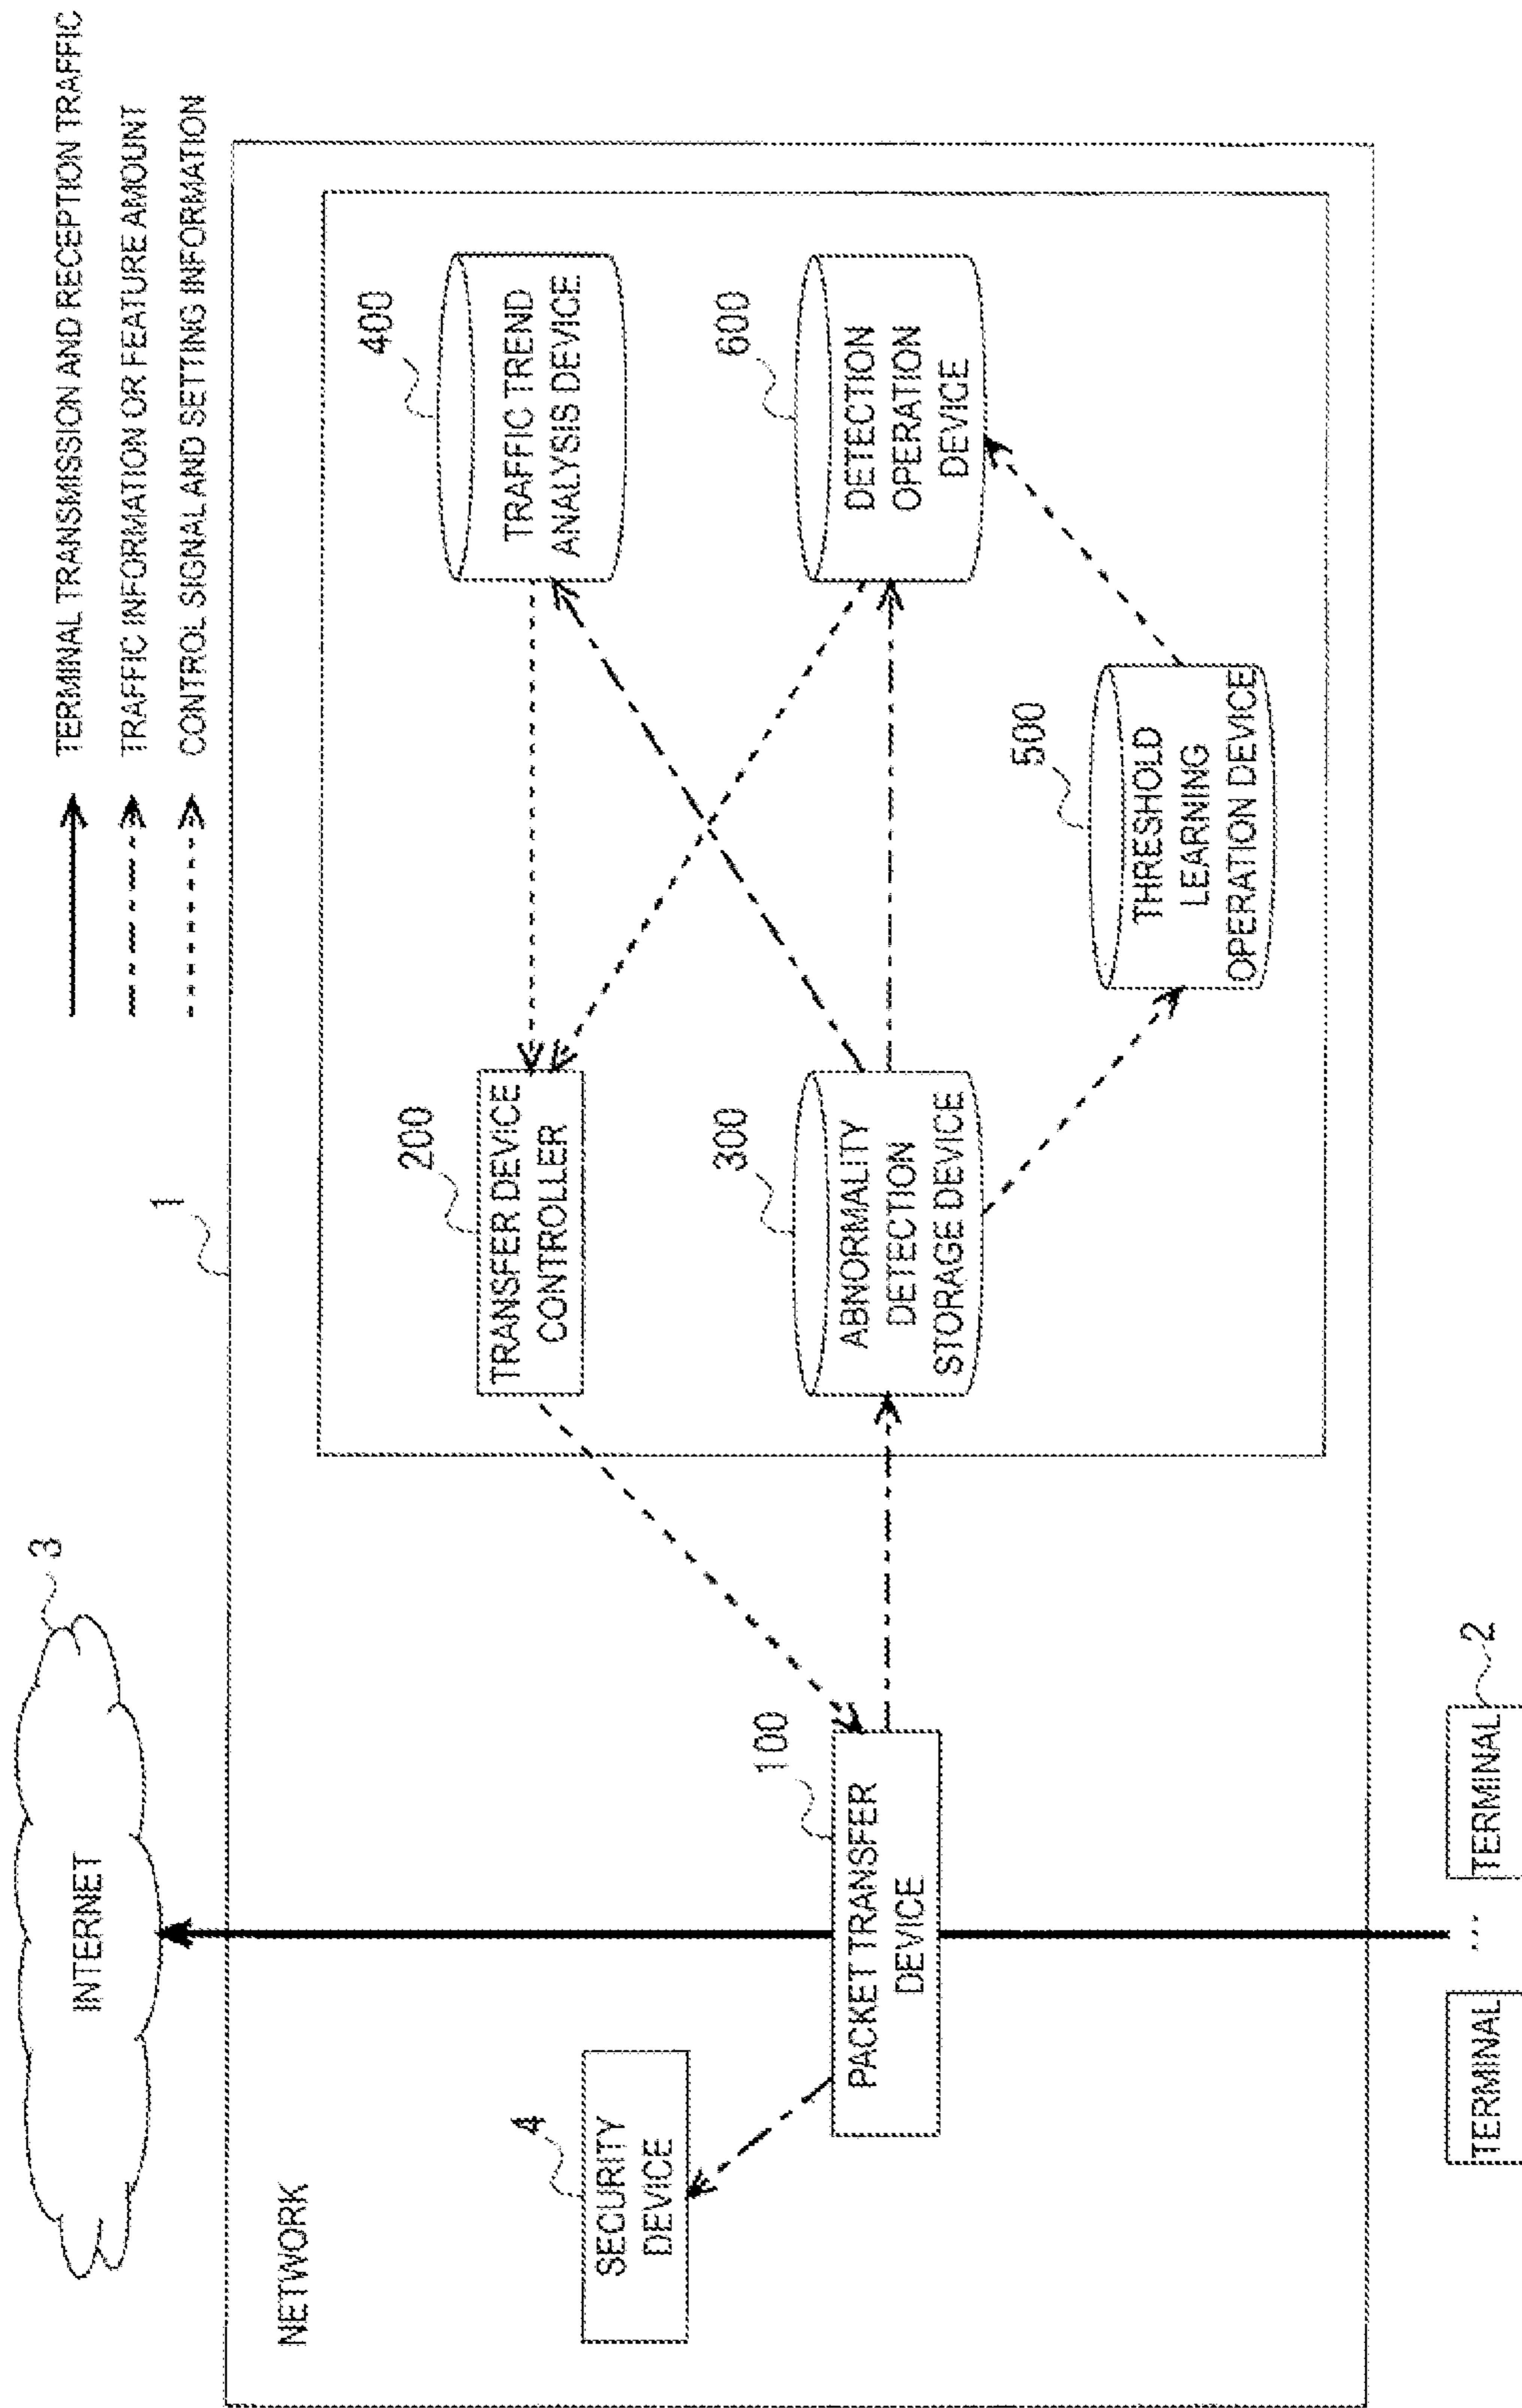 TERMINAL TRANSMISSION AND RECEPTION TRAFFIC
TRAFFIC INFORMATION OR FEATURE AMOUNT
CONTROL SIGNAL AND SETTING INFORMATION
3
INTERNET
1
NETWORK
4
SECURITY
DEVICE
100
PACKET TRANSFER
DEVICE
200
TRANSFER DEVICE
CONTROLLER
300
ABNORMALITY
DETECTION
STORAGE DEVICE
400
TRAFFIC TREND
ANALYSIS DEVICE
500
THRESHOLD
LEARNING
OPERATION DEVICE
600
DETECTION
OPERATION
DEVICE
TERMINAL
...
TERMINAL
2